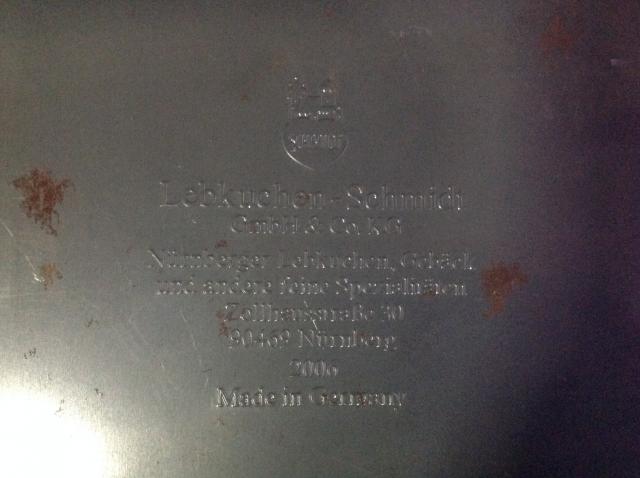 SCHMIDT
Lebkuchen-Schmidt
GmbH & Co. KG
Nürnberger Lebkuchen, Gebäck
und andere feine Spezialitäten
Zollhausstraße 30
90469 Nürnberg
2006
Made in Germany